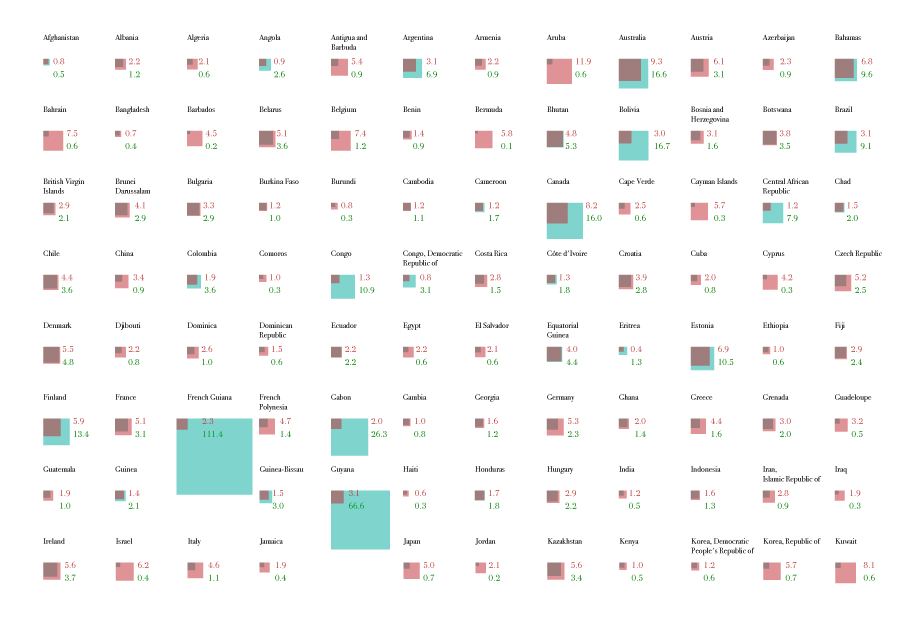 Afghanistan Albania Algeria Angola Antigua and Argentina Armenia Aruba Australia Austria Azerbaijan Bahamas
Barbuda
0.8 2.2 2.1 0.9 5.4 3.1 2.2 11.9 9.3 6.1 2.3 6.8
0.5 1.2 0.6 2.6 0.9 6.9 0.9 0.6 16.6 3.1 0.9 9.6
Bahrain Bangladesh Barbados Belarus Belgium Benin Bermuda Bhutan Bolivia Bosnia and Botswana Brazil
Herzegovina
7.5 0.7 4.5 5.1 7.4 1.4 5.8 4.8 3.0 3.1 3.8 3.1
0.6 0.4 0.2 3.6 1.2 0.9 0.1 5.3 16.7 1.6 3.5 9.1
British Virgin Brunei Bulgaria Burkina Faso Burundi Cambodia Cameroon Canada Cape Verde Cayman Islands Central African Chad
Islands Darussalam Republic
2.9 4.1 3.3 1.2 0.8 1.2 1.2 8.2 2.5 5.7 1.2 1.5
2.1 2.9 2.9 1.0 0.3 1.1 1.7 16.0 0.6 0.3 7.9 2.0
Chile China Colombia Comoros Congo Congo, Democratic Costa Rica Côte d'Ivoire Croatia Cuba Cyprus Czech Republic
Republic of
4.4 3.4 1.9 1.0 1.3 0.8 2.8 1.3 3.9 2.0 4.2 5.2
3.6 0.9 3.6 0.3 10.9 3.1 1.5 1.8 2.8 0.8 0.3 2.5
Denmark Djibouti Dominica Dominican Ecuador Egypt El Salvador Equatorial Eritrea Estonia Ethiopia Fiji
Republic Guinea
5.5 2.2 2.6 1.5 2.2 2.2 2.1 4.0 0.4 6.9 1.0 2.9
4.8 0.8 1.0 0.6 2.2 0.6 0.6 4.4 1.3 10.5 0.6 2.4
Finland France French Guiana French Gabon Gambia Georgia Germany Ghana Greece Grenada Guadeloupe
Polynesia
5.9 5.1 2.3 4.7 2.0 1.0 1.6 5.3 2.0 4.4 3.0 3.2
13.4 3.1 111.4 1.4 26.3 0.8 1.2 2.3 1.4 1.6 2.0 0.5
Guatemala Guinea Guinea-Bissau Guyana Haiti Honduras Hungary India Indonesia Iran, Iraq
Islamic Republic of
1.9 1.4 1.5 3.1 0.6 1.7 2.9 1.2 1.6 2.8 1.9
1.0 2.1 3.0 66.6 0.3 1.8 2.2 0.5 1.3 0.9 0.3
Ireland Israel Italy Jamaica Japan Jordan Kazakhstan Kenya Korea, Democratic Korea, Republic of Kuwait
People's Republic of
5.6 6.2 4.6 1.9 5.0 2.1 5.6 1.0 1.2 5.7 8.1
3.7 0.4 1.1 0.4 0.7 0.2 3.4 0.5 0.6 0.7 0.6